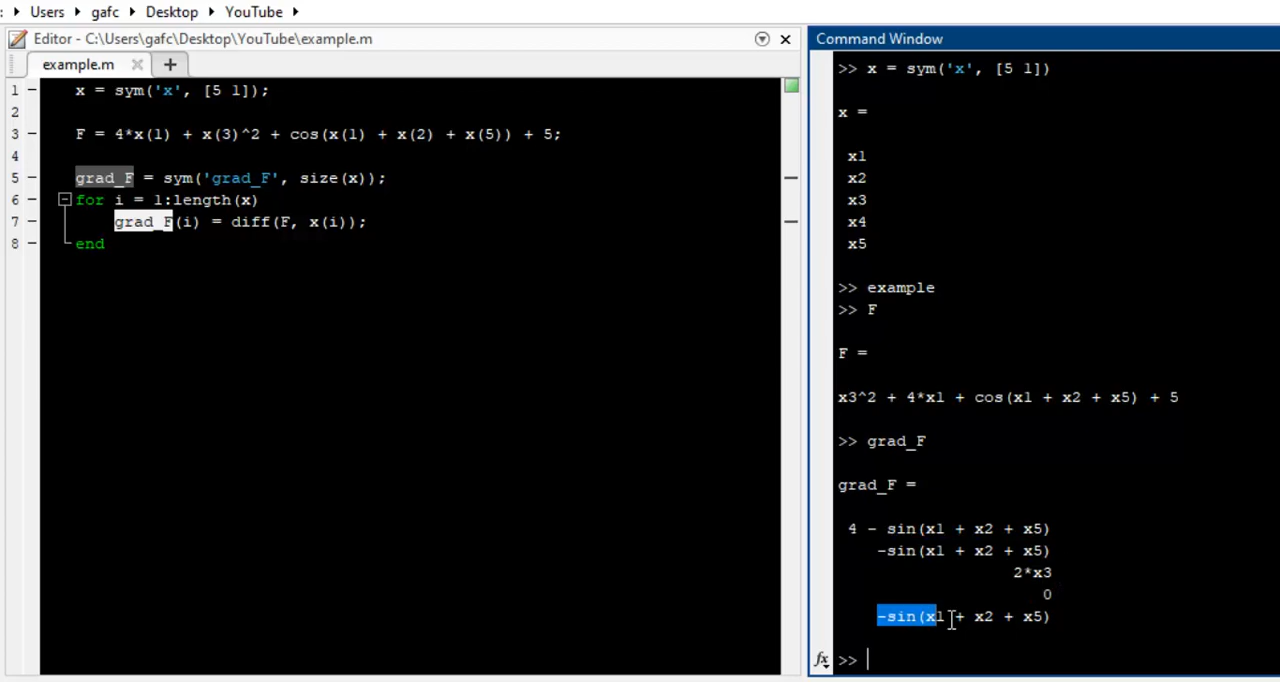 : Users gafc Desktop YouTube
Editor - C:\Users\gafc\Desktop\YouTube\example.m
example.m
1 x = sym('x', [5 1]);
2
3 F = 4*x(1) + x(3)^2 + cos(x(1) + x(2) + x(5)) + 5;
4
5 grad_F = sym('grad_F', size(x));
6 for i = 1:length(x)
7 grad_F(i) = diff(F, x(i));
8 end
Command Window
>> x = sym('x', [5 1])
x =
x1
x2
x3
x4
x5
>> example
>> F
F =
x3^2 + 4*x1 + cos(x1 + x2 + x5) + 5
>> grad_F
grad_F =
4 - sin(x1 + x2 + x5)
-sin(x1 + x2 + x5)
2*x3
0
-sin(x1 + x2 + x5)
fx >>